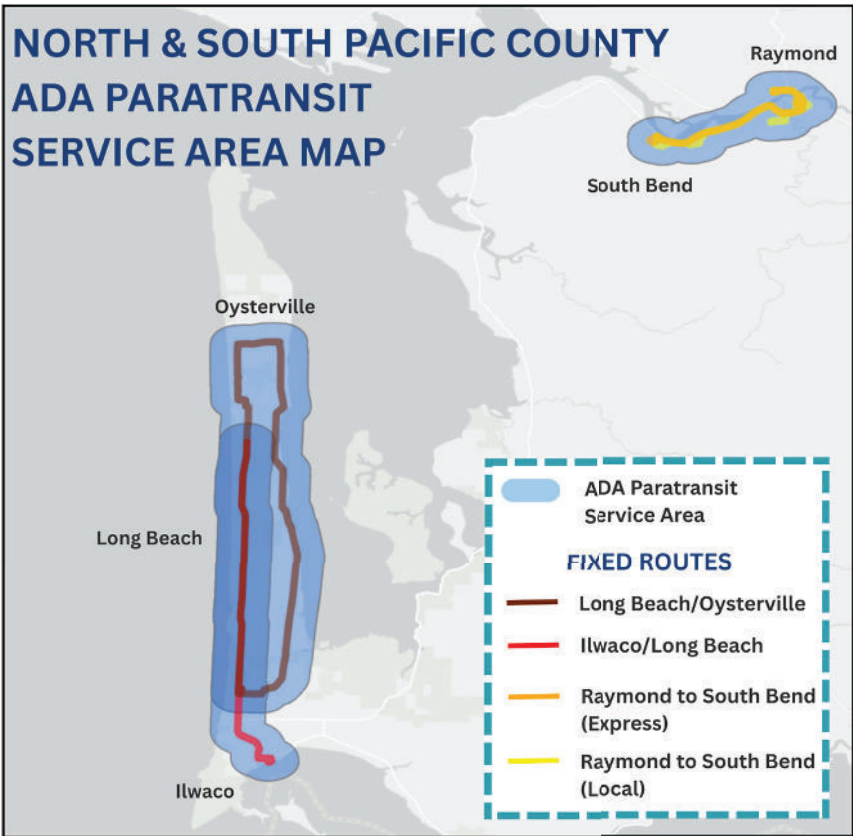 NORTH & SOUTH PACIFIC COUNTY
ADA PARATRANSIT
SERVICE AREA MAP
Raymond
South Bend
Oysterville
Long Beach
Ilwaco
ADA Paratransit
Service Area
FIXED ROUTES
Long Beach/Oysterville
Ilwaco/Long Beach
Raymond to South Bend
(Express)
Raymond to South Bend
(Local)